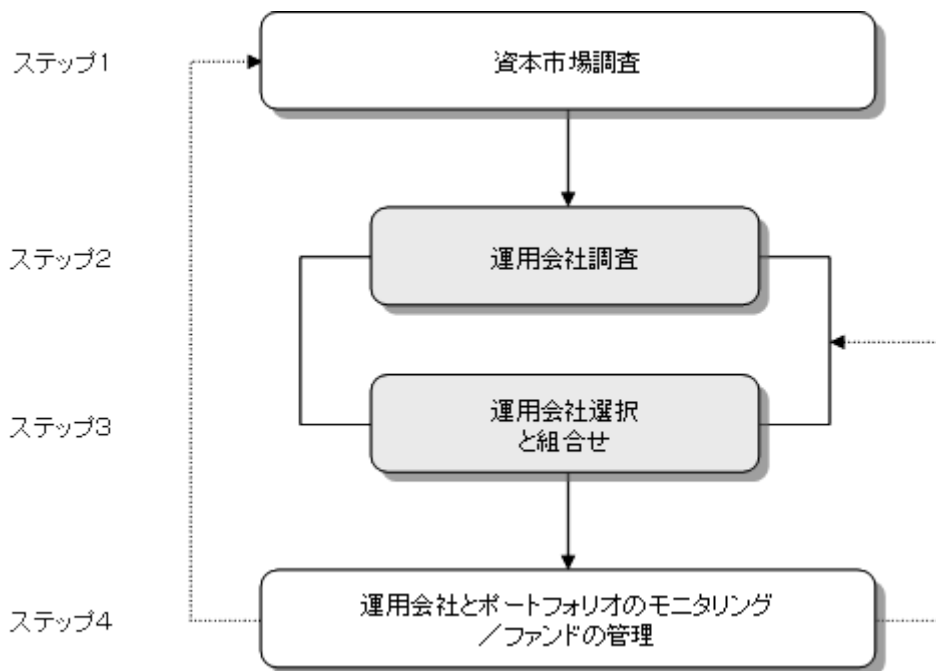 ステップ1
資本市場調査
ステップ2
運用会社調査
ステップ3
運用会社選択
と組合せ
ステップ4
運用会社とポートフォリオのモニタリング
／ファンドの管理